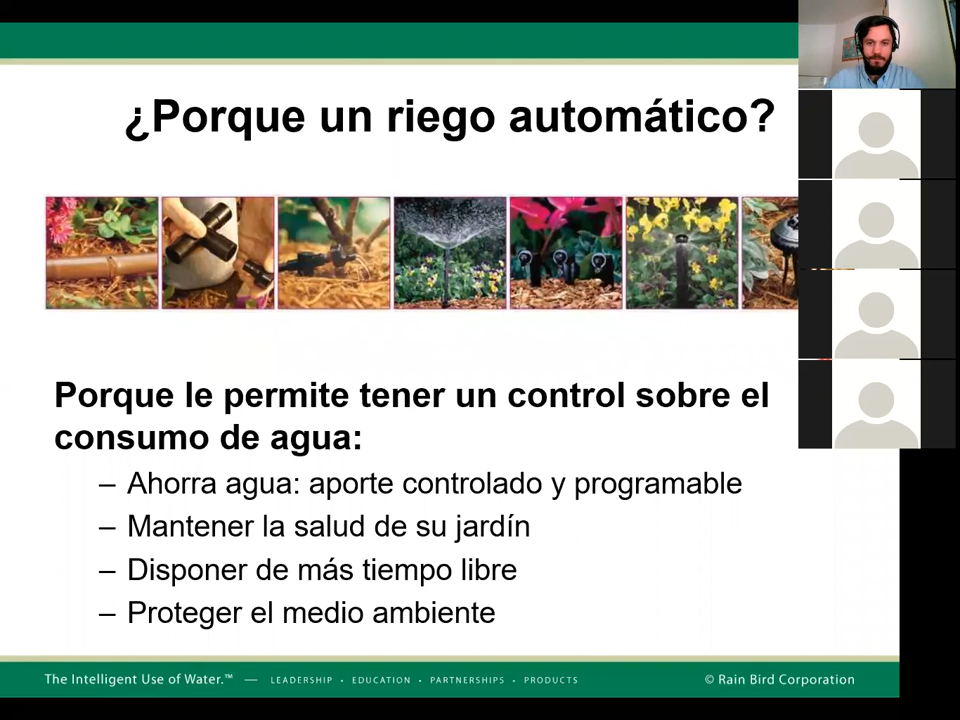 ¿Porque un riego automático?
Porque le permite tener un control sobre el
consumo de agua:
– Ahorra agua: aporte controlado y programable
– Mantener la salud de su jardín
– Disponer de más tiempo libre
– Proteger el medio ambiente
The Intelligent Use of Water.™ — LEADERSHIP • EDUCATION • PARTNERSHIPS • PRODUCTS © Rain Bird Corporation